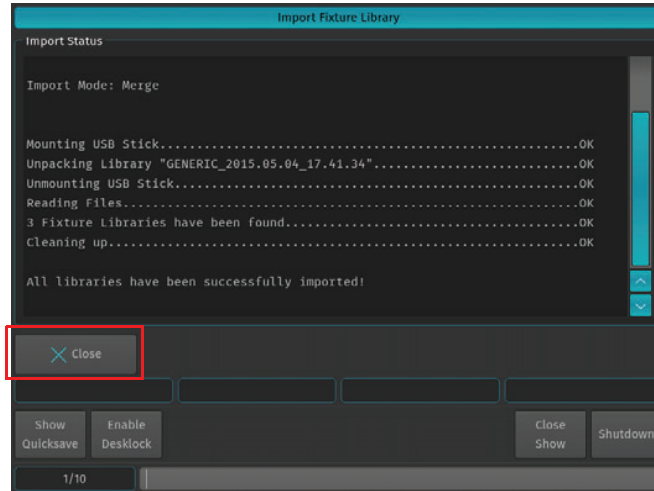 Import Fixture Library
Import Status
Import Mode: Merge
Mounting USB Stick..........................................................OK
Unpacking Library "GENERIC_2015.05.04_17.41.34"............................OK
Unmounting USB Stick........................................................OK
Reading Files...............................................................OK
3 Fixture Libraries have been found.........................................OK
Cleaning up.................................................................OK
All libraries have been successfully imported!
Close
Show Quicksave
Enable Desklock
Close Show
Shutdown
1/10